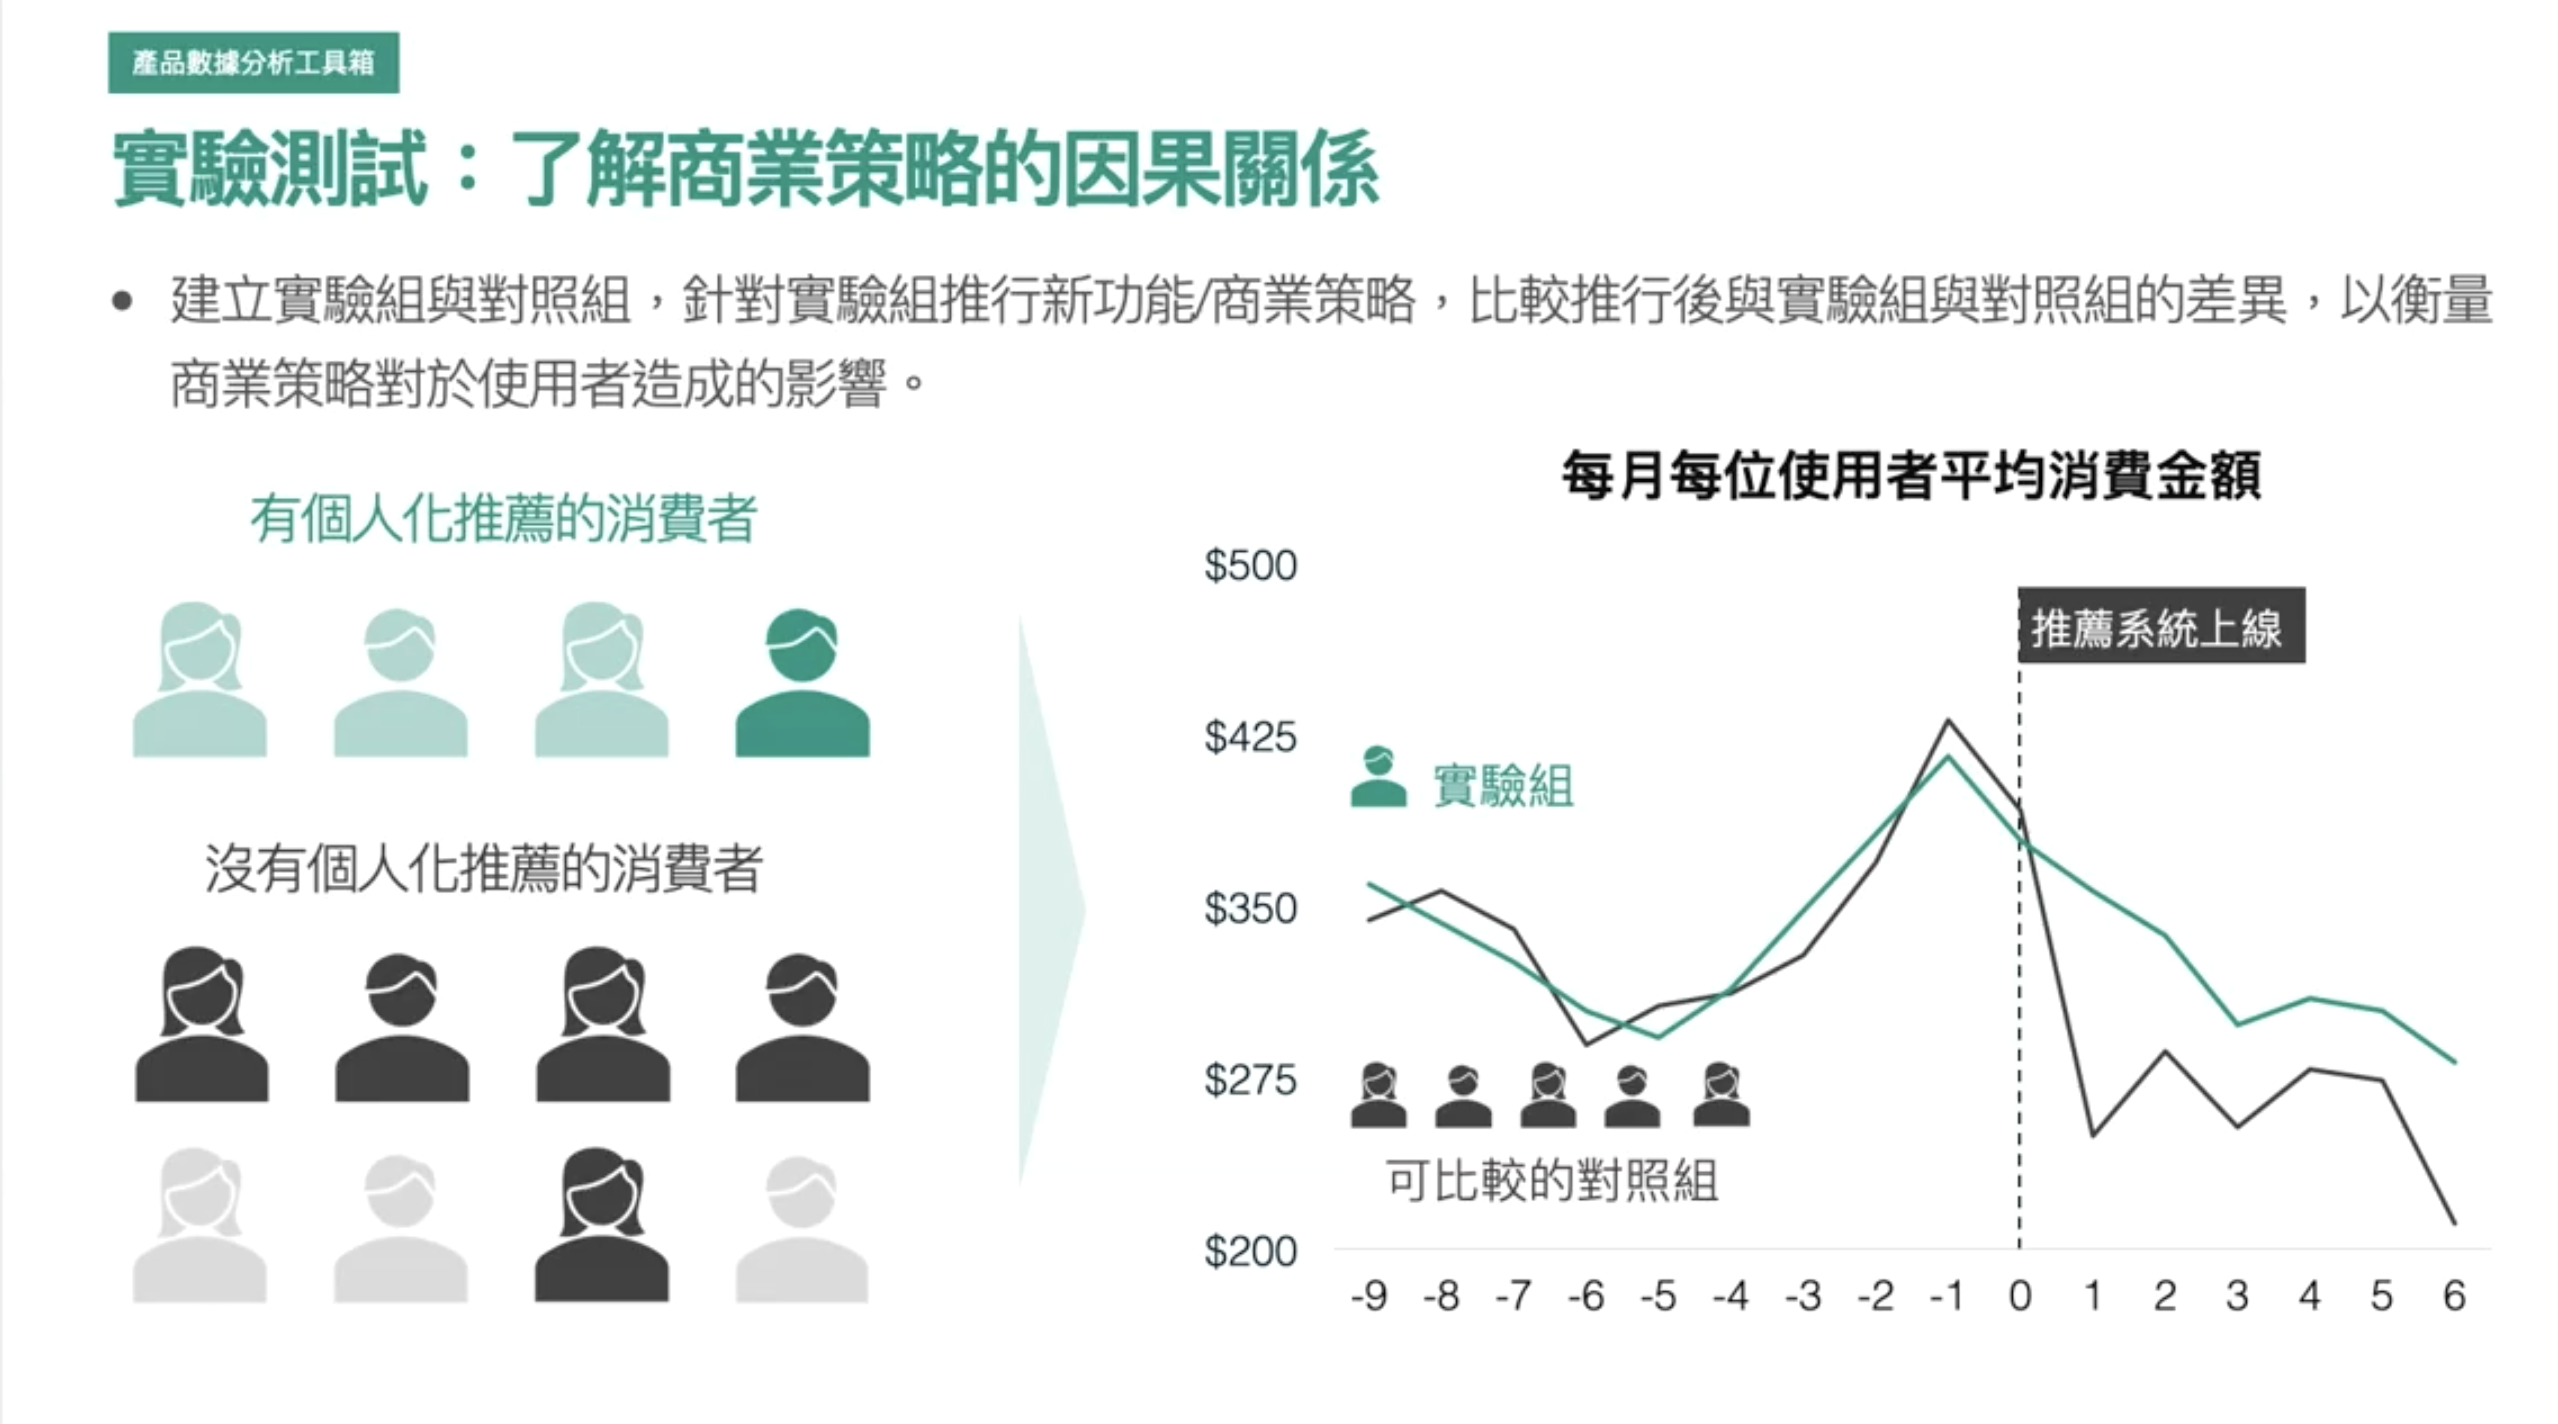 產品數據分析工具箱
實驗測試：了解商業策略的因果關係
• 建立實驗組與對照組，針對實驗組推行新功能/商業策略，比較推行後與實驗組與對照組的差異，以衡量
商業策略對於使用者造成的影響。
有個人化推薦的消費者
沒有個人化推薦的消費者
每月每位使用者平均消費金額
$500
推薦系統上線
$425
實驗組
$350
$275
可比較的對照組
$200
-9 -8 -7 -6 -5 -4 -3 -2 -1 0 1 2 3 4 5 6